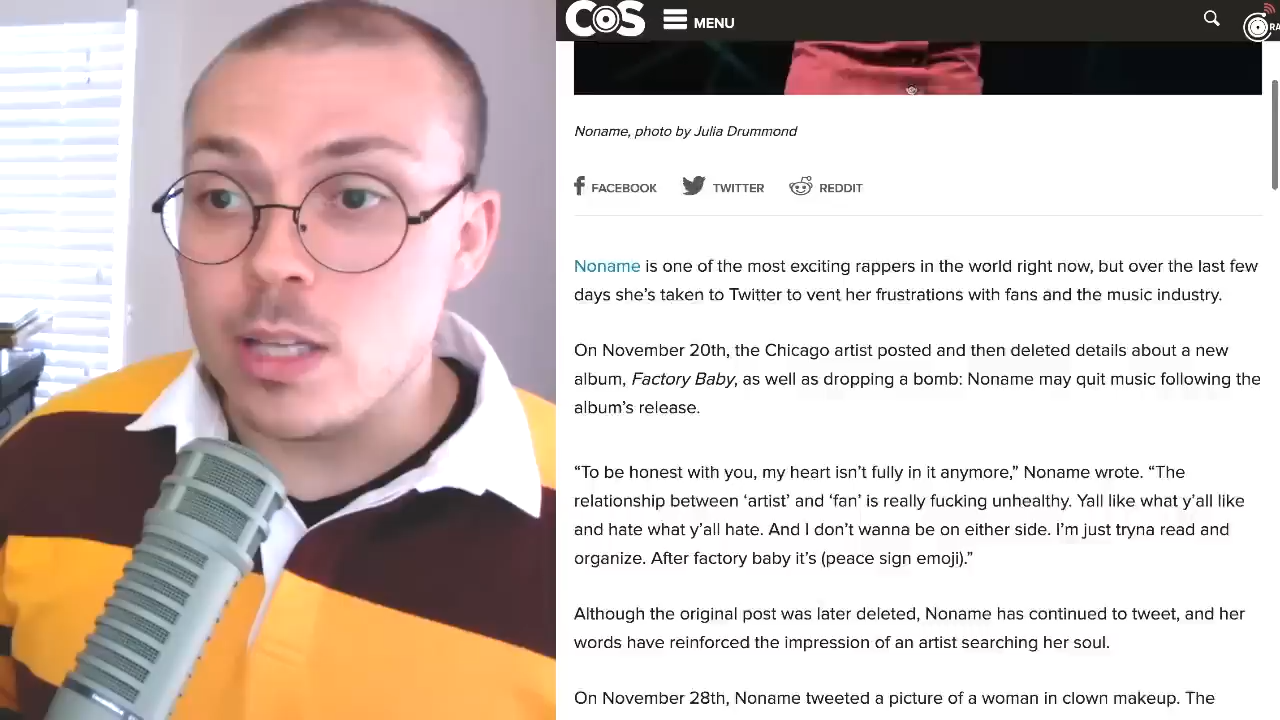 COS MENU
RA
Noname, photo by Julia Drummond
FACEBOOK TWITTER REDDIT
Noname is one of the most exciting rappers in the world right now, but over the last few
days she’s taken to Twitter to vent her frustrations with fans and the music industry.
On November 20th, the Chicago artist posted and then deleted details about a new
album, Factory Baby, as well as dropping a bomb: Noname may quit music following the
album’s release.
“To be honest with you, my heart isn’t fully in it anymore,” Noname wrote. “The
relationship between ‘artist’ and ‘fan’ is really fucking unhealthy. Yall like what y’all like
and hate what y’all hate. And I don’t wanna be on either side. I’m just tryna read and
organize. After factory baby it’s (peace sign emoji).”
Although the original post was later deleted, Noname has continued to tweet, and her
words have reinforced the impression of an artist searching her soul.
On November 28th, Noname tweeted a picture of a woman in clown makeup. The